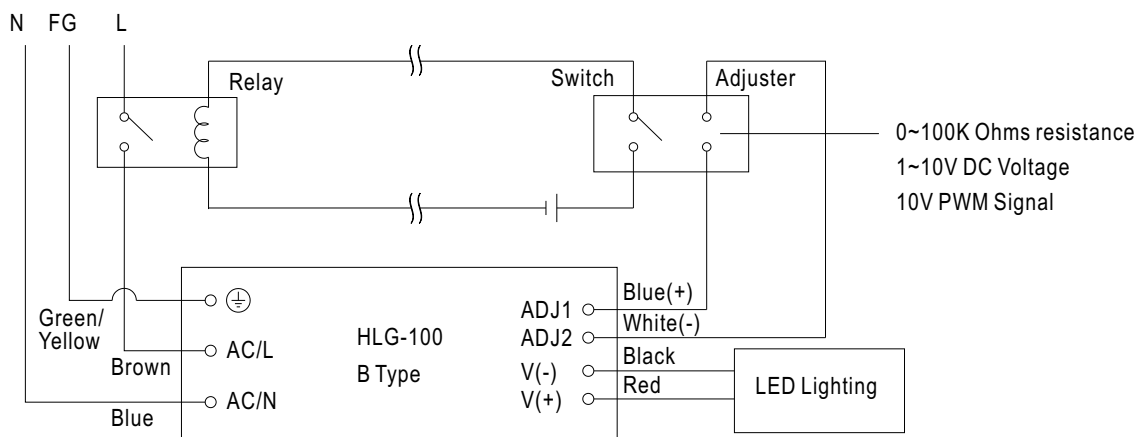 N FG L
Relay
Switch
Adjuster
0~100K Ohms resistance
1~10V DC Voltage
10V PWM Signal
Green/
Yellow
Brown
Blue
AC/L
AC/N
HLG-100
B Type
ADJ1
ADJ2
V(-)
V(+)
Blue(+)
White(-)
Black
Red
LED Lighting